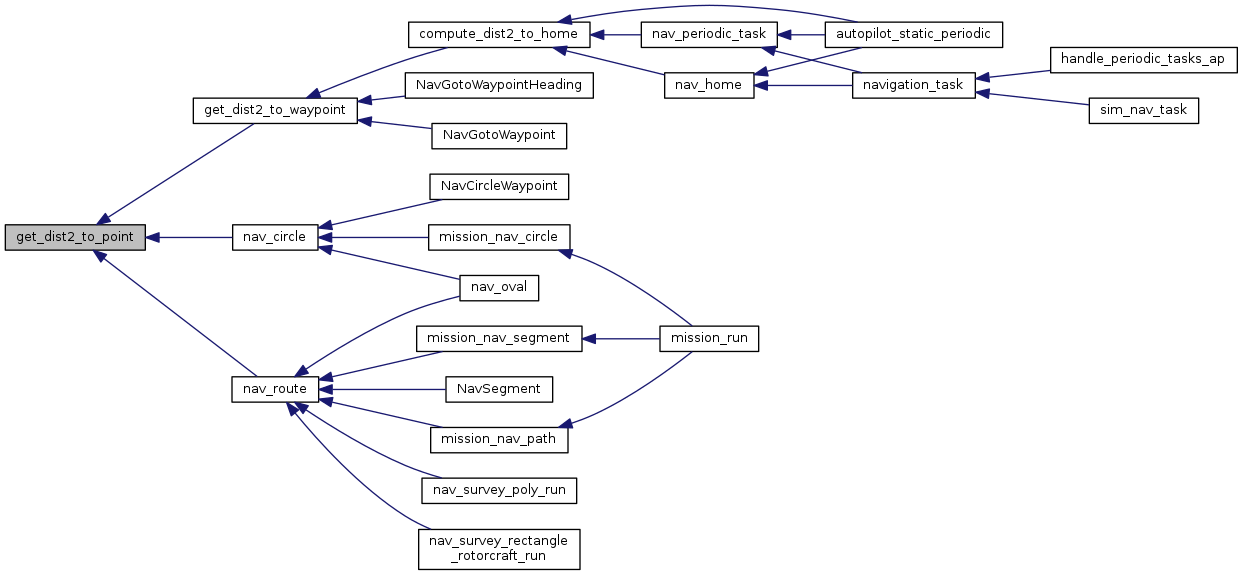 compute_dist2_to_home
nav_periodic_task
autopilot_static_periodic
handle_periodic_tasks_ap
NavGotoWaypointHeading
nav_home
navigation_task
get_dist2_to_waypoint
sim_nav_task
NavGotoWaypoint
NavCircleWaypoint
get_dist2_to_point
nav_circle
mission_nav_circle
nav_oval
mission_nav_segment
mission_run
nav_route
NavSegment
mission_nav_path
nav_survey_poly_run
nav_survey_rectangle
_rotorcraft_run